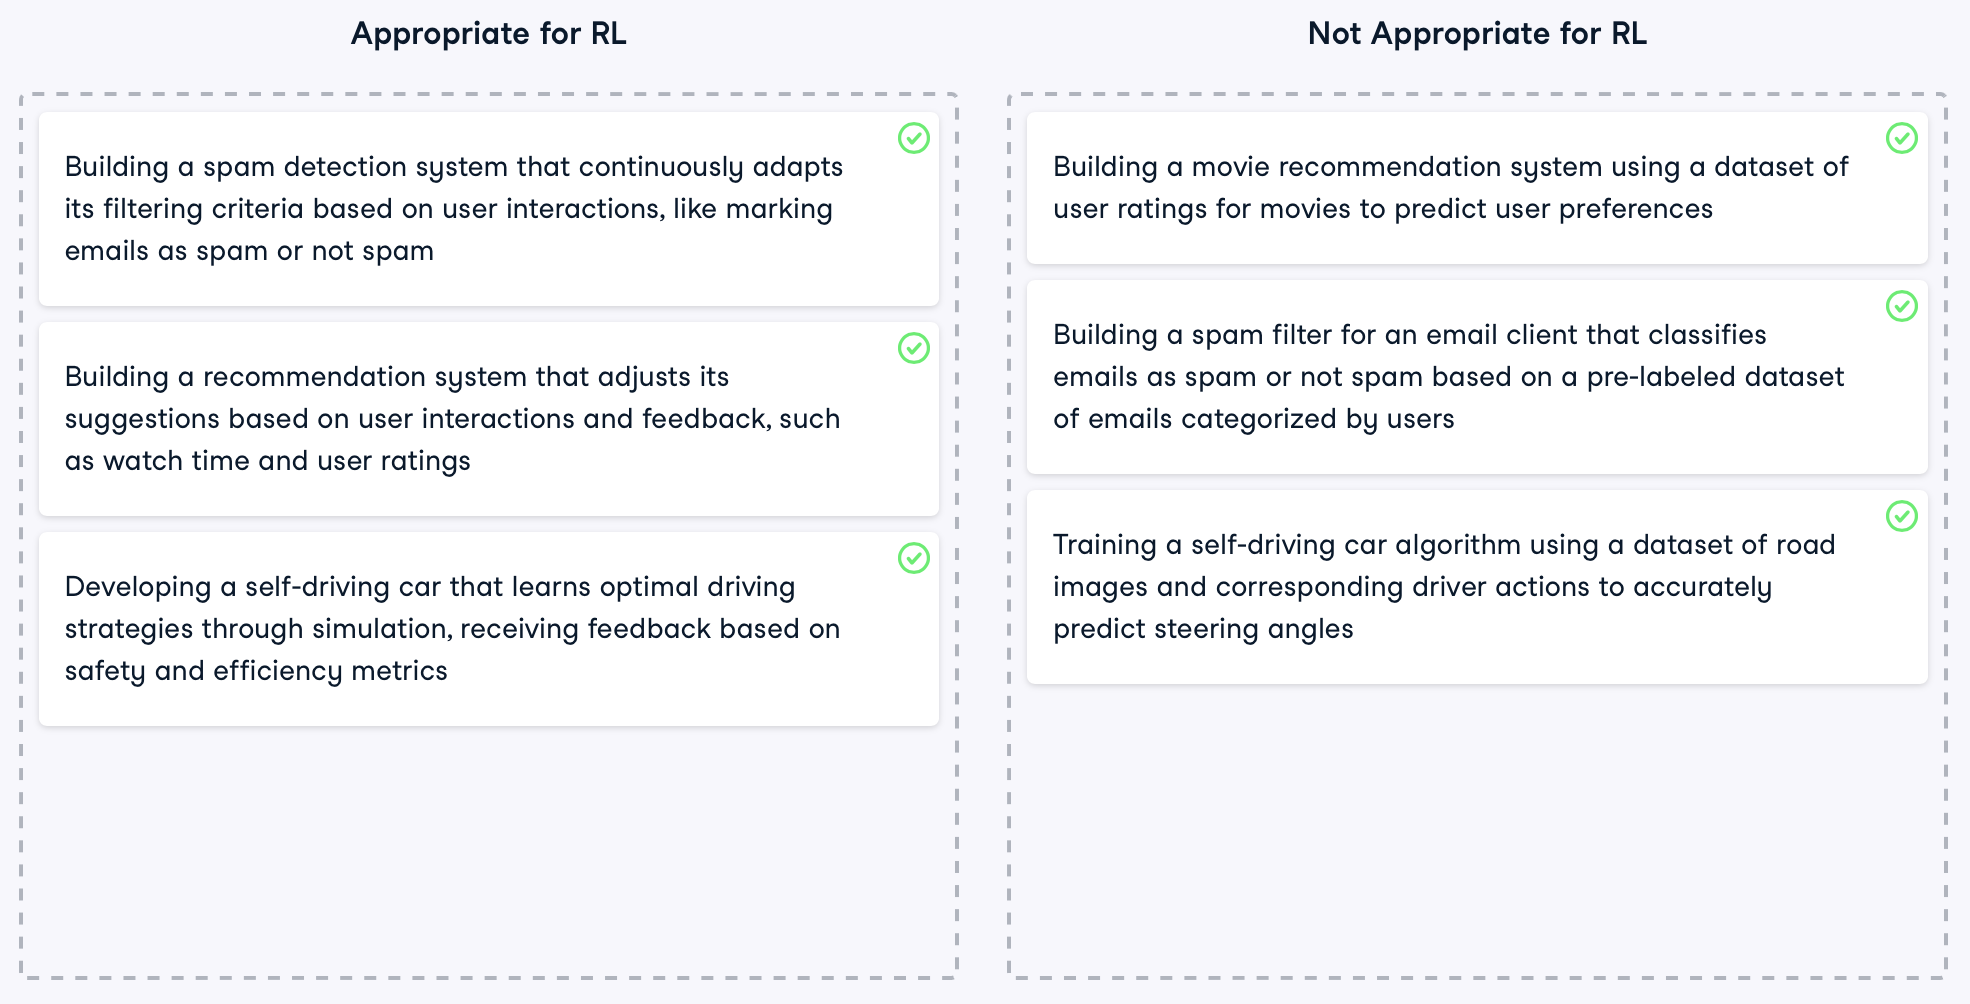 Appropriate for RL
Building a spam detection system that continuously adapts
its filtering criteria based on user interactions, like marking
emails as spam or not spam
Building a recommendation system that adjusts its
suggestions based on user interactions and feedback, such
as watch time and user ratings
Developing a self-driving car that learns optimal driving
strategies through simulation, receiving feedback based on
safety and efficiency metrics
Not Appropriate for RL
Building a movie recommendation system using a dataset of
user ratings for movies to predict user preferences
Building a spam filter for an email client that classifies
emails as spam or not spam based on a pre-labeled dataset
of emails categorized by users
Training a self-driving car algorithm using a dataset of road
images and corresponding driver actions to accurately
predict steering angles